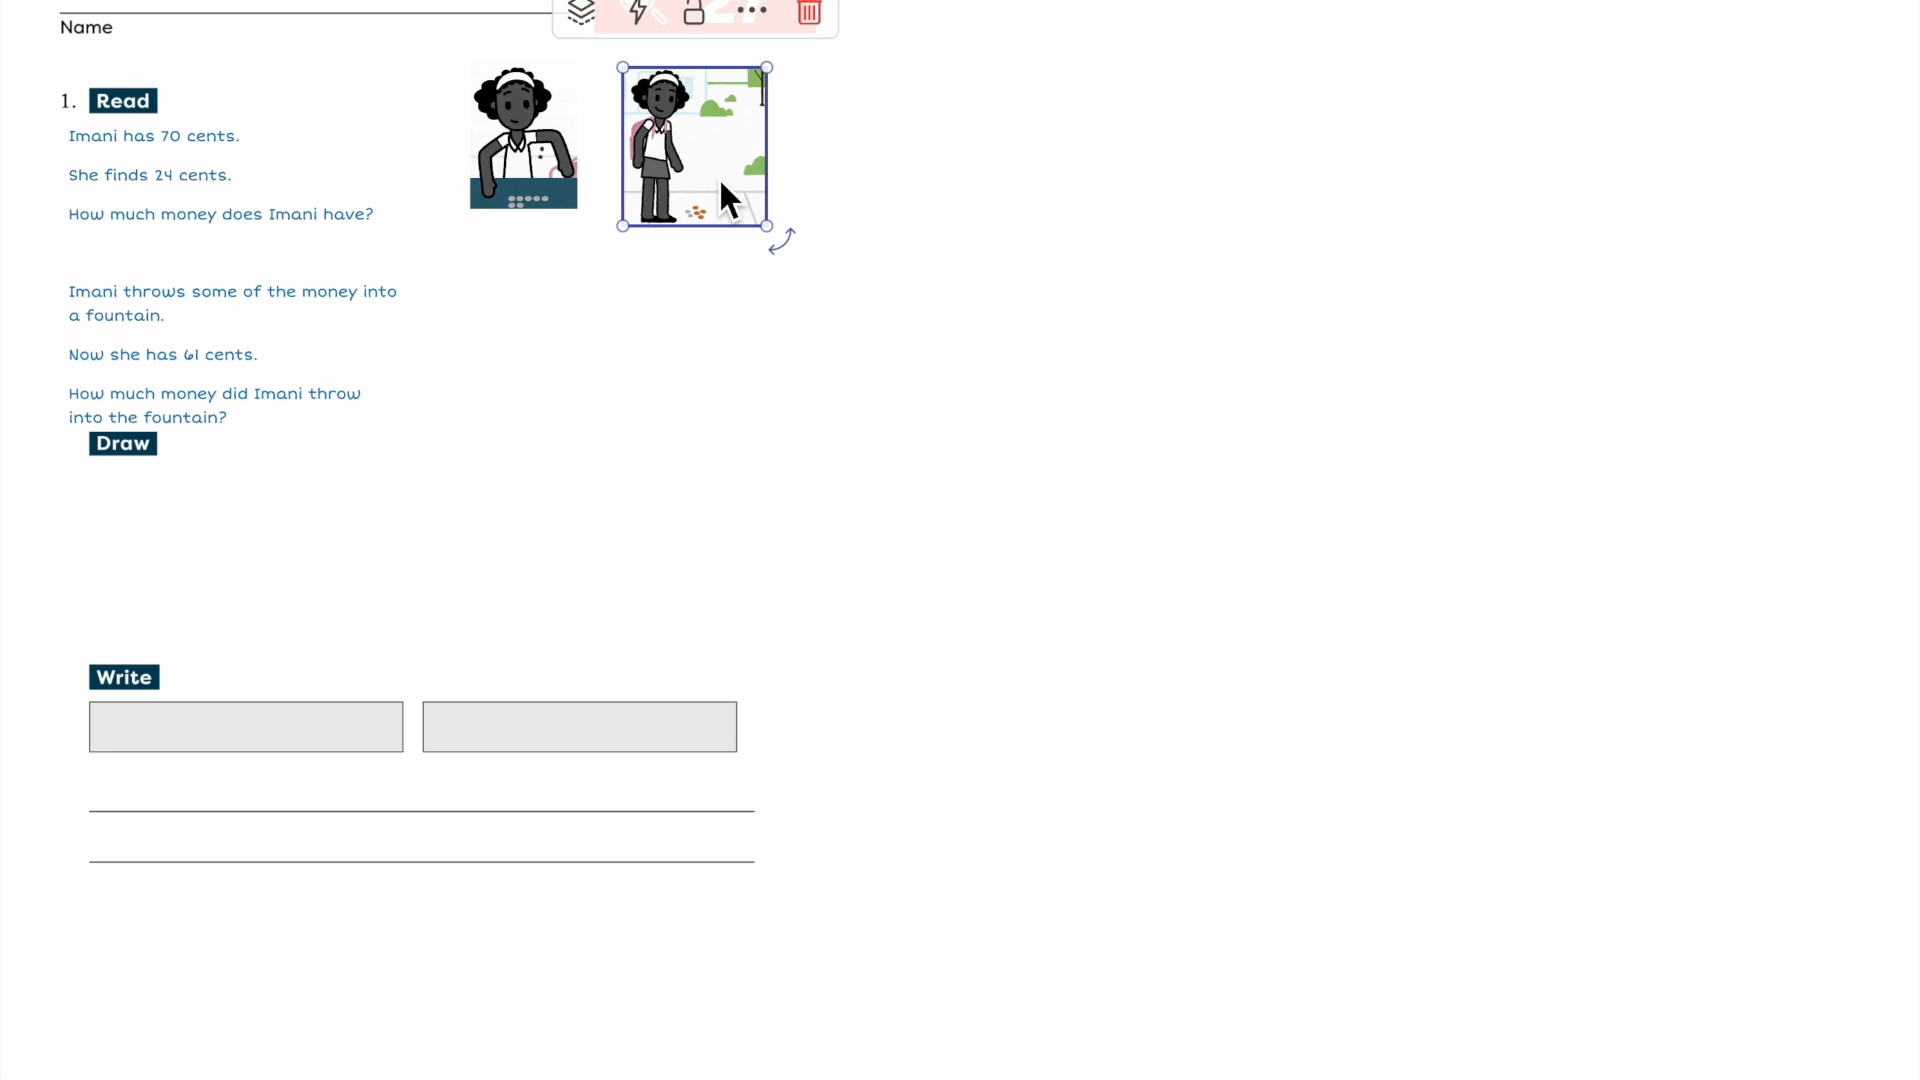 Name
1. Read
Imani has 70 cents.
She finds 24 cents.
How much money does Imani have?
Imani throws some of the money into
a fountain.
Now she has 61 cents.
How much money did Imani throw
into the fountain?
Draw
Write